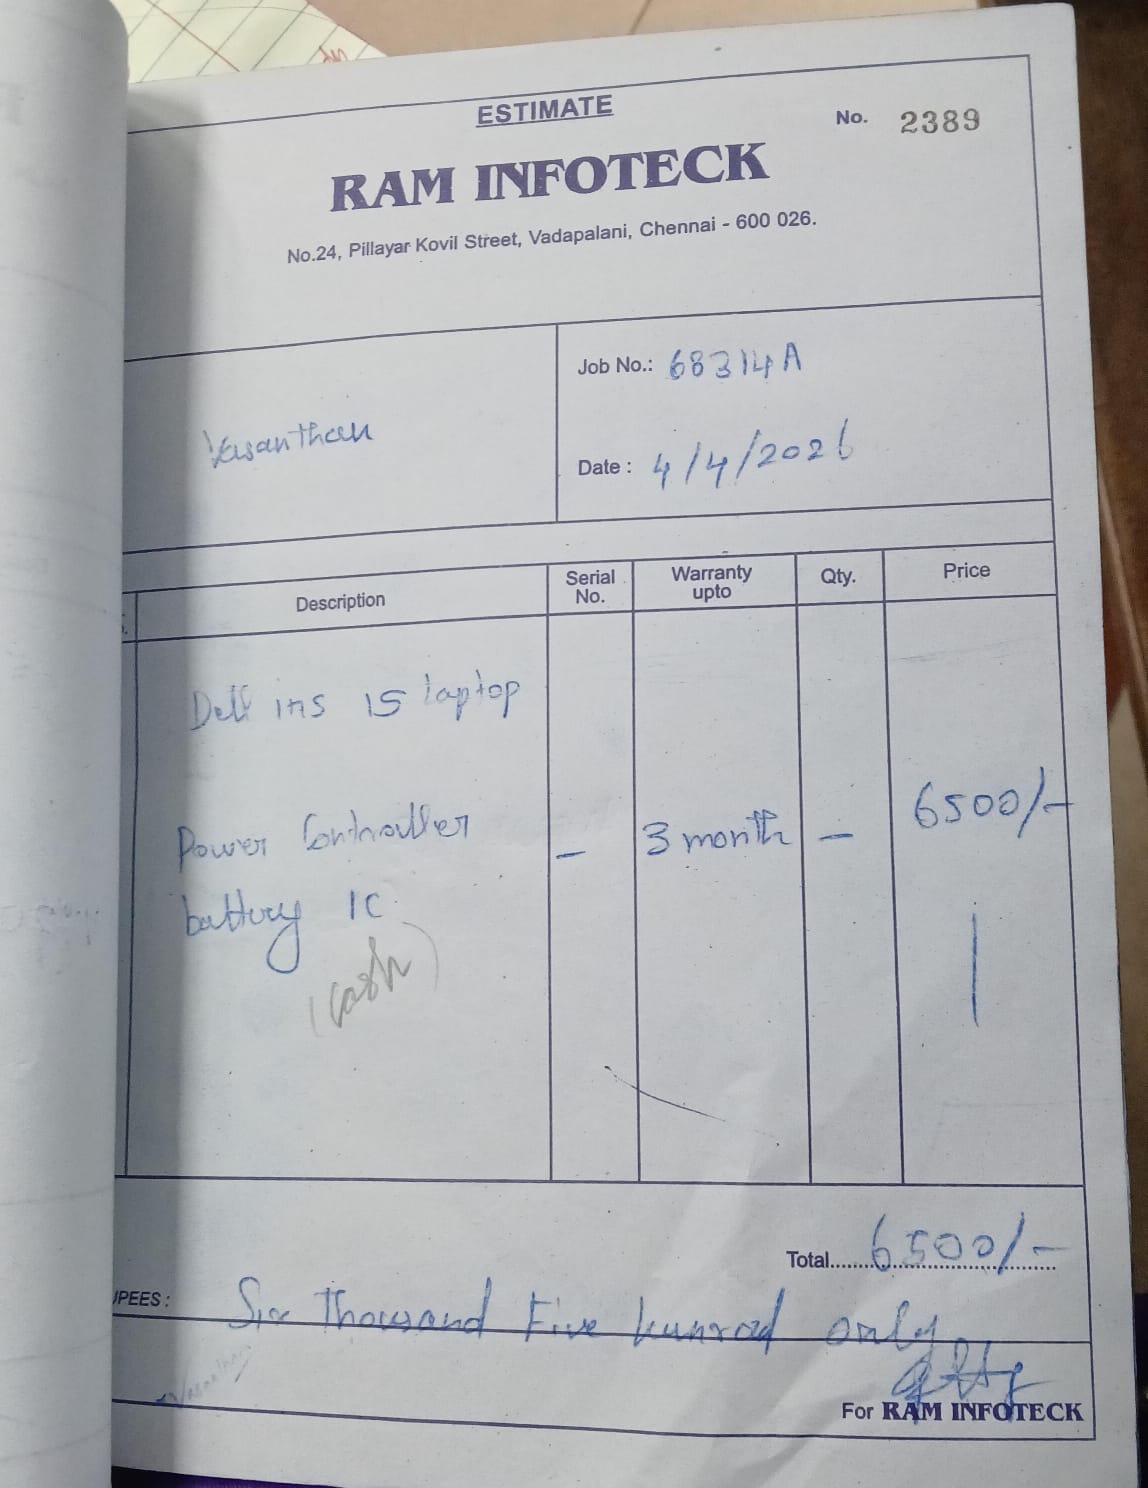 ESTIMATE
No. 2389
RAM INFOTECK
No.24, Pillayar Kovil Street, Vadapalani, Chennai - 600 026.
Job No.: 68314A
Vasanthan
Date : 4/4/2026
Description Serial No. Warranty upto Qty. Price
Dell ins 15 laptop
Power Controller - 3 month - 6500/-
battery IC
(cash)
Total 6500/-
UPEES : Six Thousand Five hunrad only
Vasanthan
For RAM INFOTECK